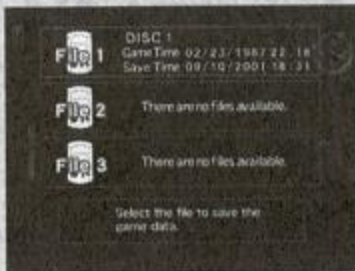 File 1
DISC 1
Game Time 02/23/1987 22:18
Save Time 09/10/2001 18:31
File 2
There are no files available.
File 3
There are no files available.
Select the file to save the
game data.